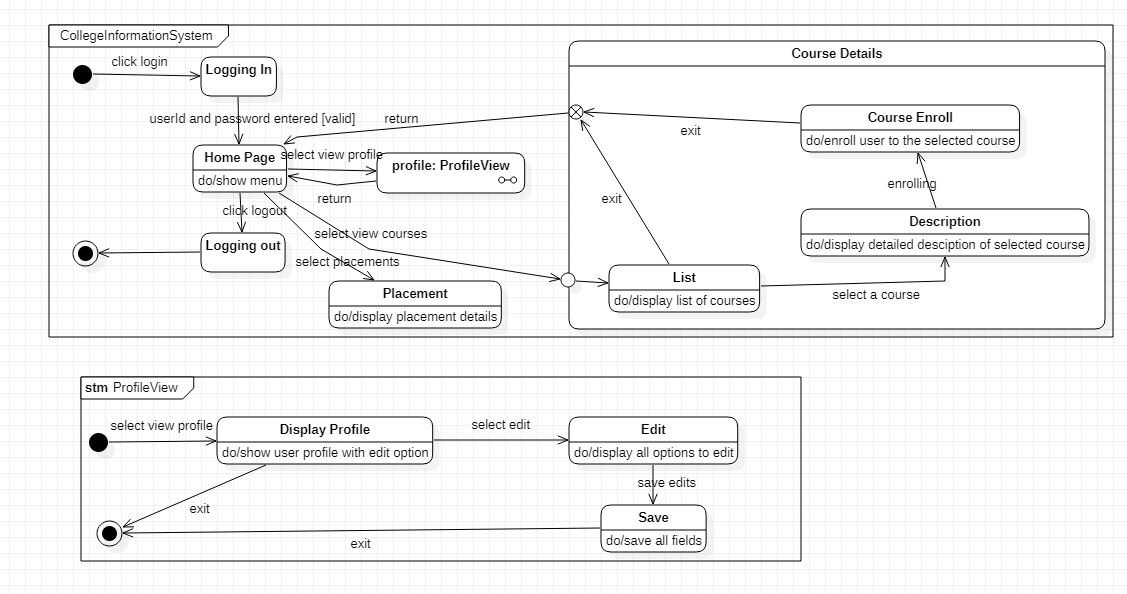 CollegeInformationSystem
click login
Logging In
Course Details
userId and password entered [valid]
return
exit
Course Enroll
do/enroll user to the selected course
Home Page
do/show menu
select view profile
profile: ProfileView
return
enrolling
click logout
exit
Description
do/display detailed desciption of selected course
select view courses
Logging out
select placements
List
do/display list of courses
select a course
Placement
do/display placement details
stm ProfileView
select view profile
Display Profile
do/show user profile with edit option
select edit
Edit
do/display all options to edit
save edits
exit
Save
do/save all fields
exit